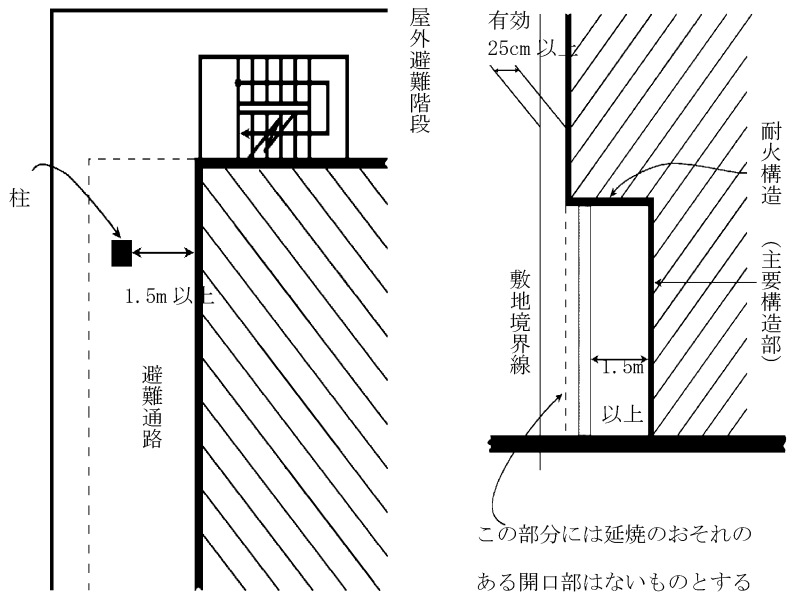 屋外避難階段
柱
1.5m 以上
避難通路
有効
25cm 以上
耐火構造（主要構造部）
敷地境界線
1.5m
以上
この部分には延焼のおそれの
ある開口部はないものとする